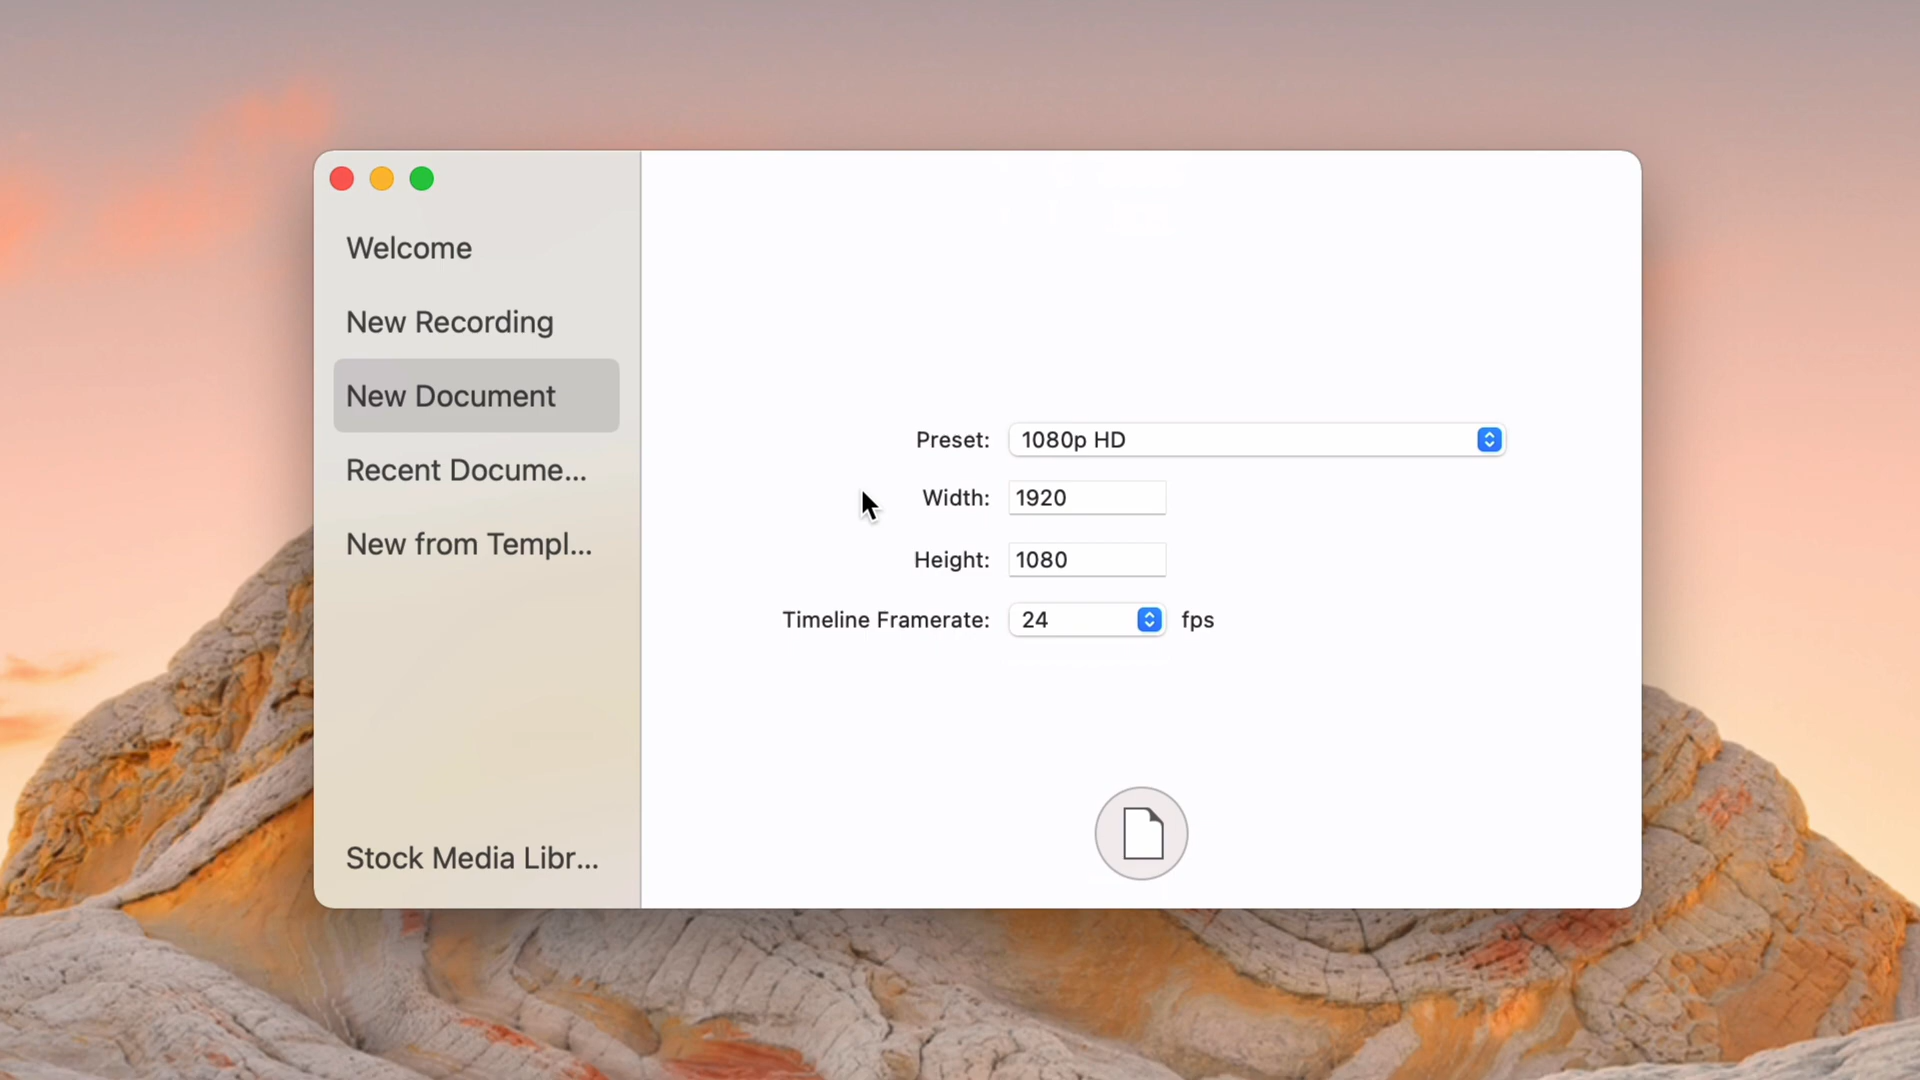 Welcome
New Recording
New Document
Recent Docume...
New from Templ...
Stock Media Libr...
Preset: 1080p HD
Width: 1920
Height: 1080
Timeline Framerate: 24 fps